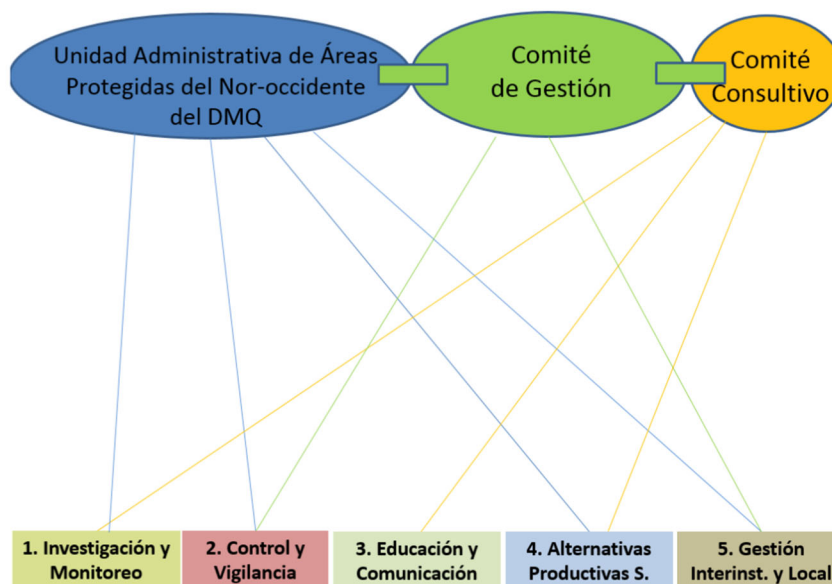 Unidad Administrativa de Áreas
Protegidas del Nor-occidente
del DMQ
Comité
de Gestión
Comité
Consultivo
1. Investigación y
Monitoreo
2. Control y
Vigilancia
3. Educación y
Comunicación
4. Alternativas
Productivas S.
5. Gestión
Interinst. y Local